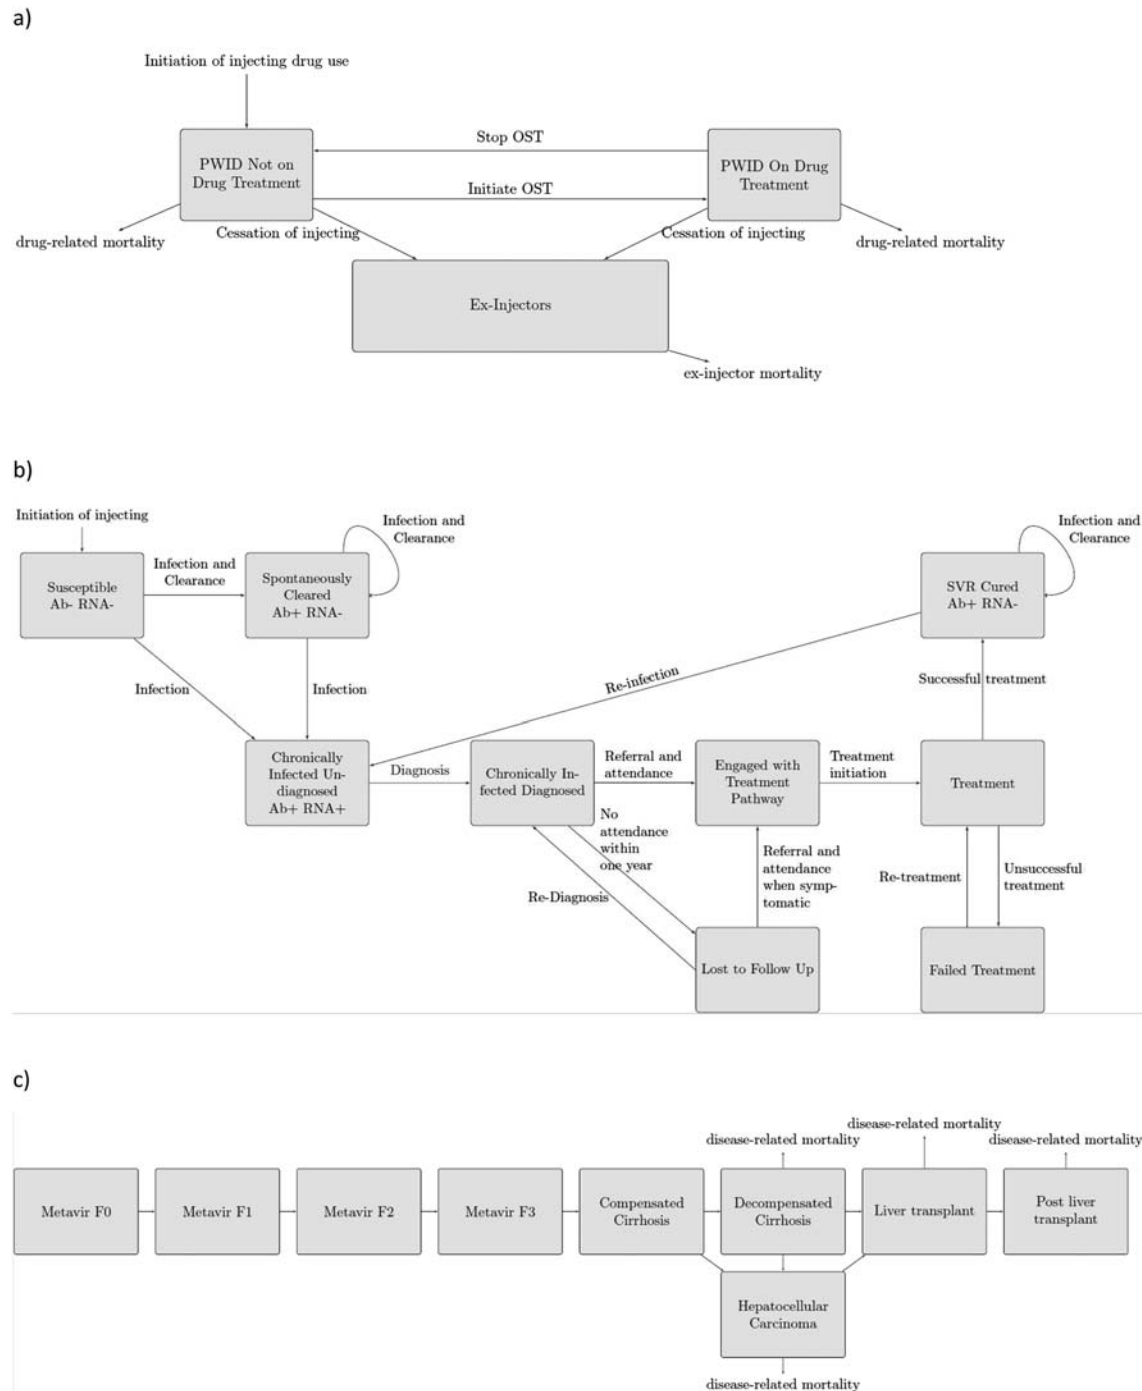 a)
Initiation of injecting drug use
Stop OST
PWID Not on
Drug Treatment
PWID On Drug
Treatment
Initiate OST
drug-related mortality
Cessation of injecting
Cessation of injecting
drug-related mortality
Ex-Injectors
ex-injector mortality
b)
Initiation of injecting
Infection and
Clearance
Infection and
Clearance
Infection and
Clearance
Susceptible
Ab- RNA-
Spontaneously
Cleared
Ab+ RNA-
SVR Cured
Ab+ RNA-
Infection
Infection
Re-infection
Successful treatment
Chronically
Infected Un-
diagnosed
Ab+ RNA+
Diagnosis
Chronically In-
fected Diagnosed
Referral and
attendance
Engaged with
Treatment
Pathway
Treatment
initiation
Treatment
No
attendance
within
one year
Re-Diagnosis
Referral and
attendance
when symp-
tomatic
Re-treatment
Unsuccessful
treatment
Lost to Follow Up
Failed Treatment
c)
disease-related mortality
disease-related mortality
disease-related mortality
Metavir F0
Metavir F1
Metavir F2
Metavir F3
Compensated
Cirrhosis
Decompensated
Cirrhosis
Liver transplant
Post liver
transplant
Hepatocellular
Carcinoma
disease-related mortality